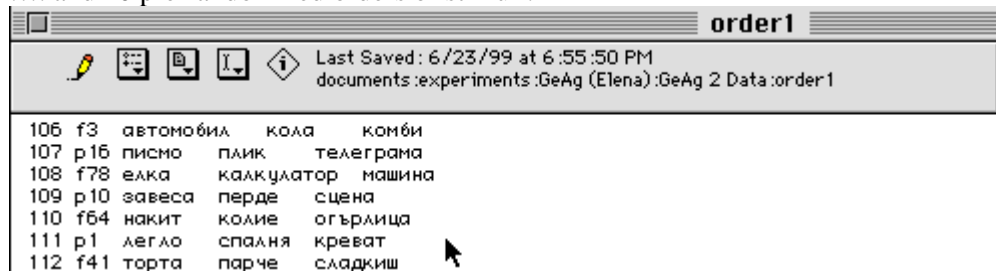 order1
Last Saved: 6/23/99 at 6:55:50 PM
documents:experiments:GeAg (Elena):GeAg 2 Data:order1
106 f3 автомобил кола комби
107 p16 писмо плик телеграма
108 f78 елка калкулатор машина
109 p10 завеса перде сцена
110 f64 накит колие огърлица
111 p1 легло спалня креват
112 f41 торта парче сладкиш